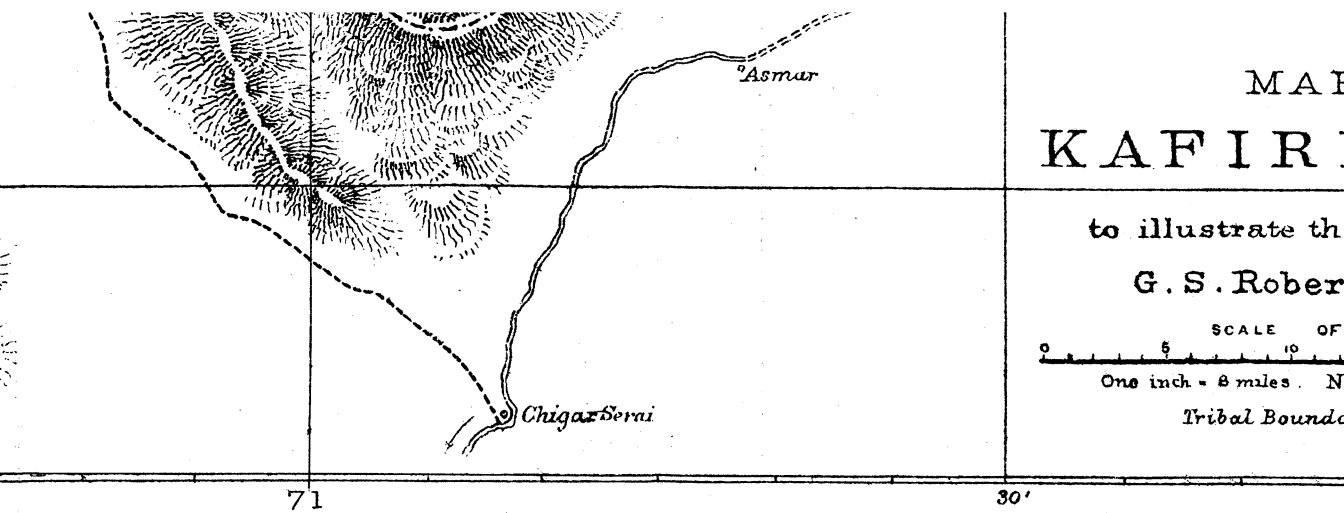 Asmar
MAP
KAFIRI
to illustrate th
G. S. Rober
SCALE OF
0 5 10
One inch = 8 miles. N
Tribal Bounda
Chigar Serai
71
30'